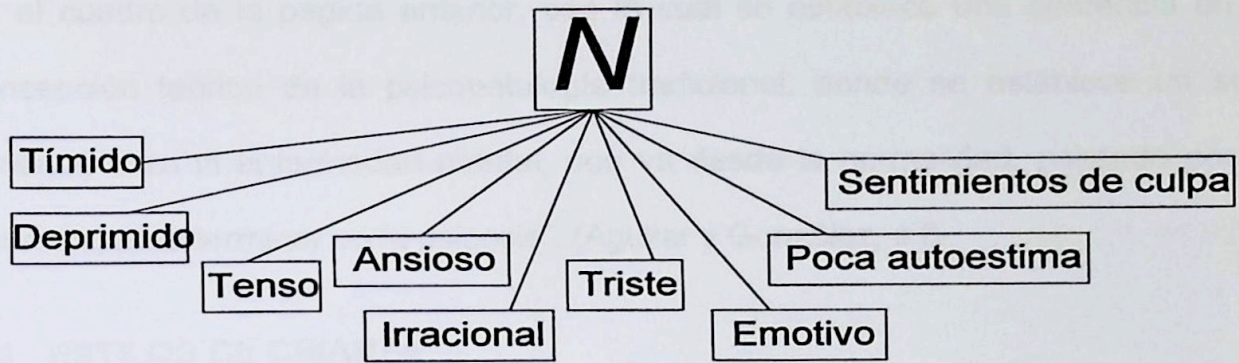 N
Tímido
Sentimientos de culpa
Deprimido
Ansioso
Poca autoestima
Tenso
Triste
Irracional
Emotivo